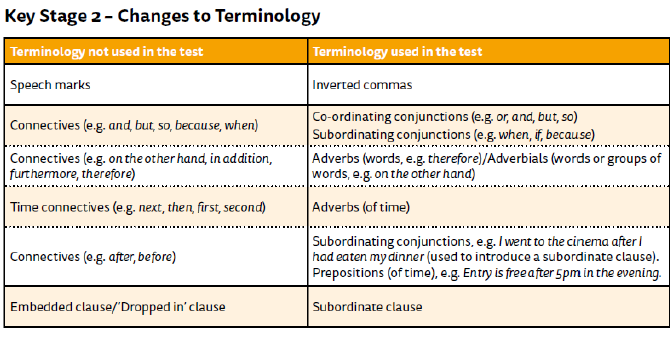 Key Stage 2 – Changes to Terminology
Terminology not used in the test
Terminology used in the test
Speech marks
Inverted commas
Connectives (e.g. and, but, so, because, when)
Co-ordinating conjunctions (e.g. or, and, but, so)
Subordinating conjunctions (e.g. when, if, because)
Connectives (e.g. on the other hand, in addition,
furthermore, therefore)
Adverbs (words, e.g. therefore)/Adverbials (words or groups of
words, e.g. on the other hand)
Time connectives (e.g. next, then, first, second)
Adverbs (of time)
Connectives (e.g. after, before)
Subordinating conjunctions, e.g. I went to the cinema after I
had eaten my dinner (used to introduce a subordinate clause).
Prepositions (of time), e.g. Entry is free after 5pm in the evening.
Embedded clause/'Dropped in' clause
Subordinate clause